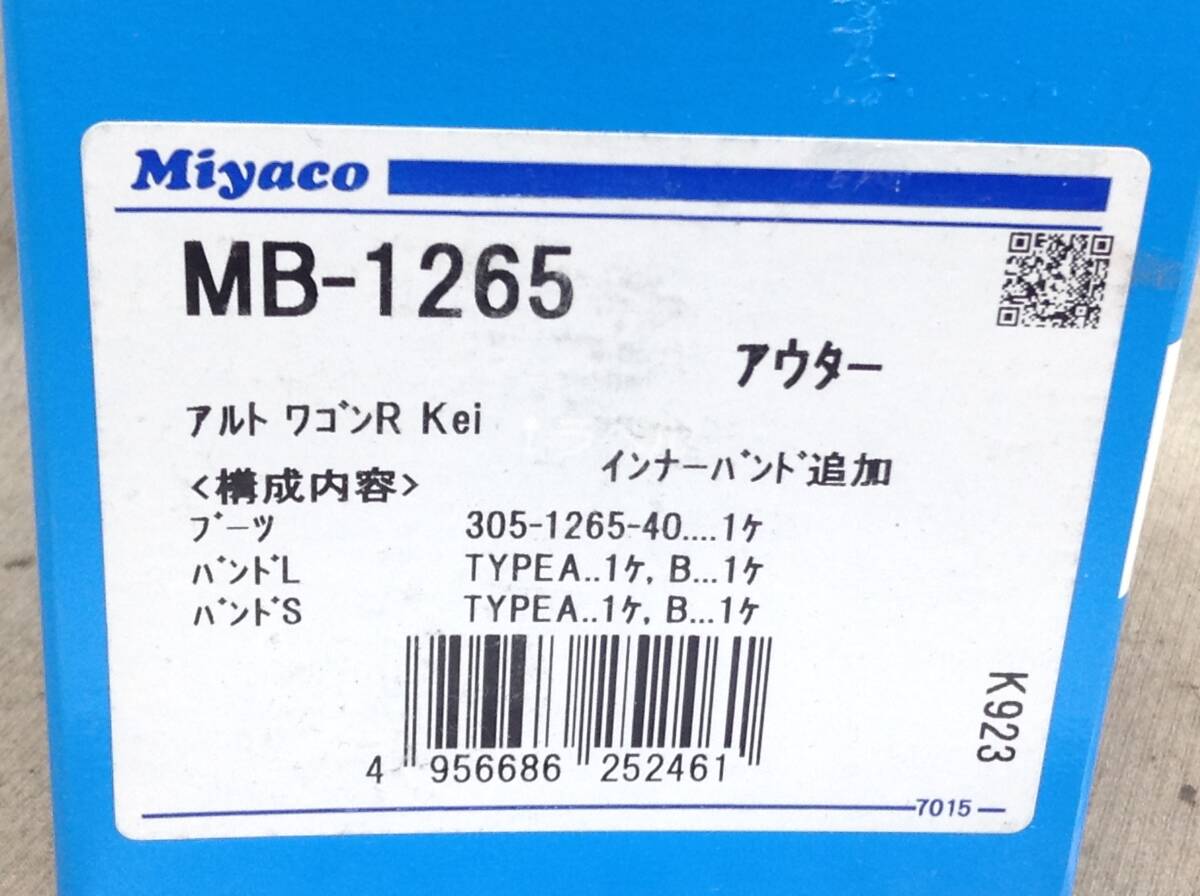 Miyaco
MB-1265
アウター
アルト ワゴンR Kei
インナーバンド追加
<構成内容>
ブーツ 305-1265-40....1ケ
バンドL TYPEA..1ケ, B...1ケ
バンドS TYPEA..1ケ, B...1ケ
K923
4 956686 252461
7015